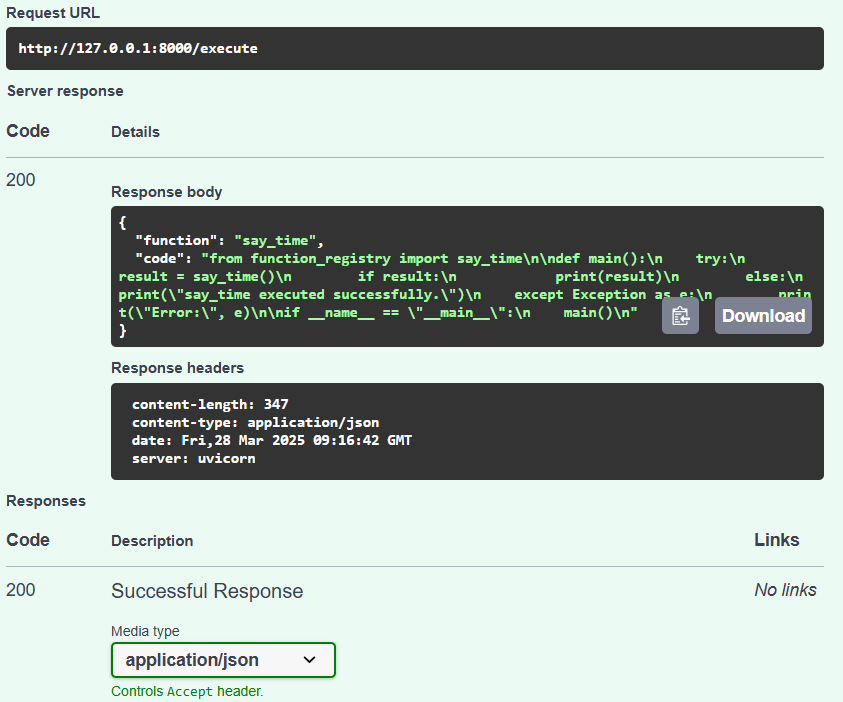 Request URL
http://127.0.0.1:8000/execute
Server response
Code Details
200
Response body
{
  "function": "say_time",
  "code": "from function_registry import say_time\n\ndef main():\n    try:\n
result = say_time()\n        if result:\n            print(result)\n        else:\n
print(\"say_time executed successfully.\")\n    except Exception as e:\n        prin
t(\"Error:\", e)\n\nif __name__ == \"__main__\":\n    main()\n"
Download
}
Response headers
content-length: 347
content-type: application/json
date: Fri,28 Mar 2025 09:16:42 GMT
server: uvicorn
Responses
Code Description Links
200 Successful Response No links
Media type
application/json
Controls Accept header.